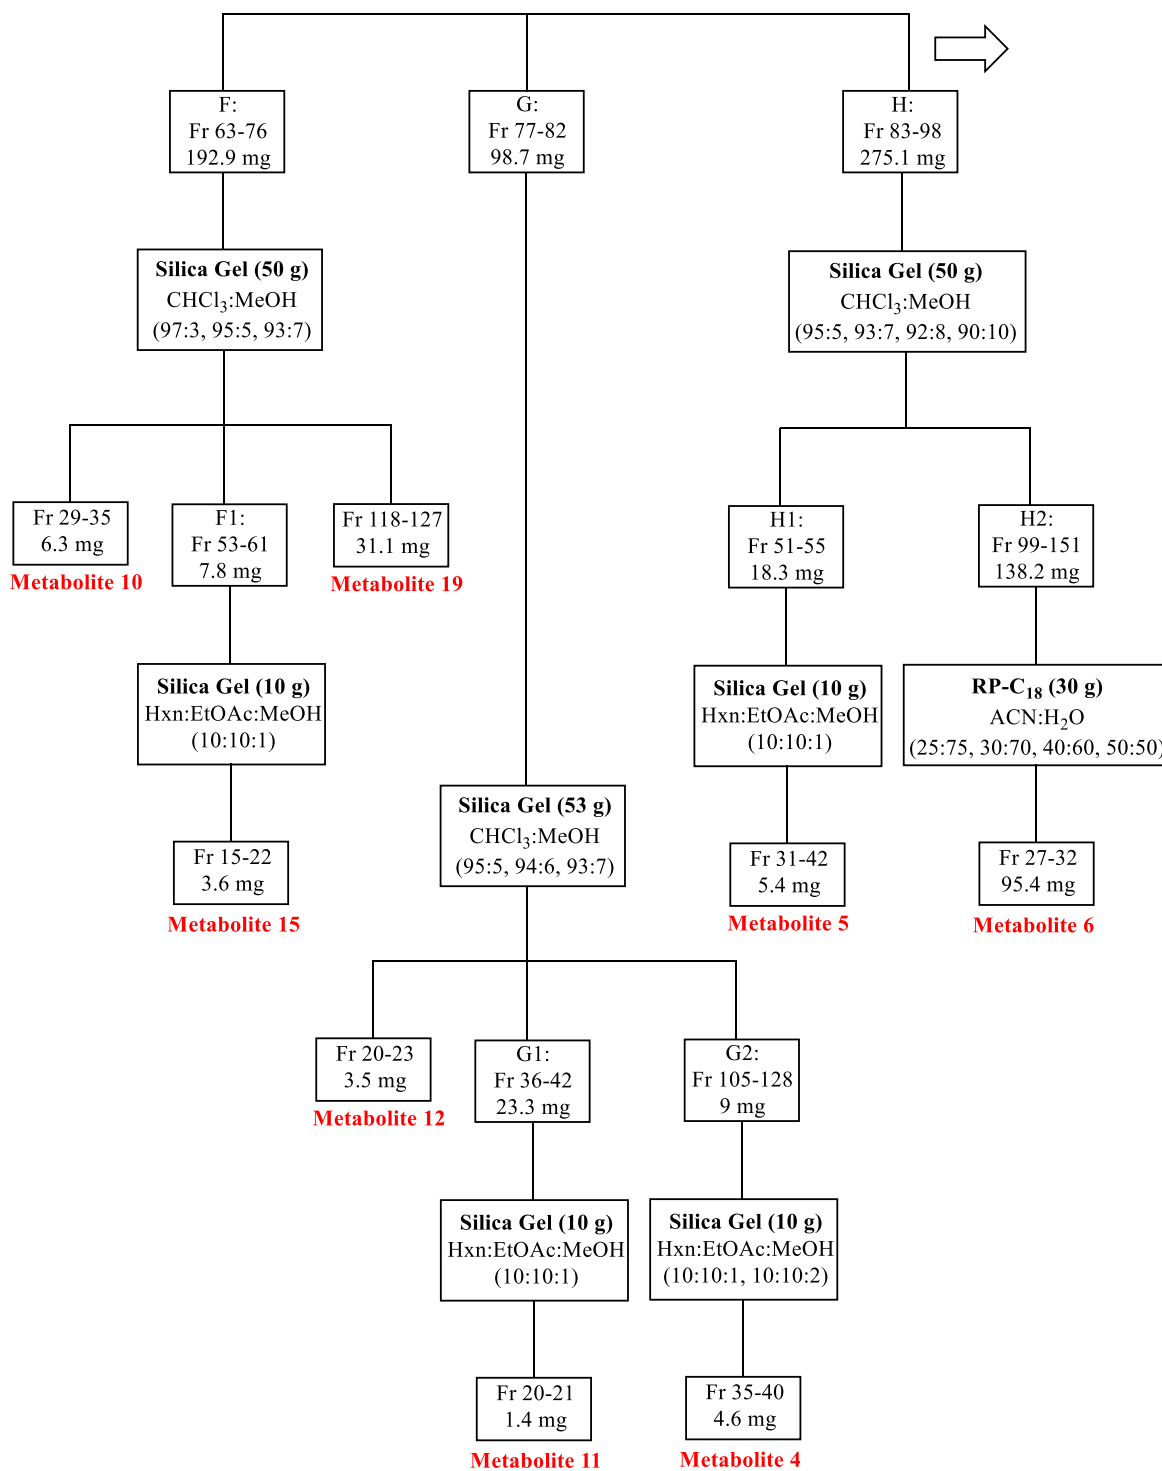 F:
Fr 63-76
192.9 mg
G:
Fr 77-82
98.7 mg
H:
Fr 83-98
275.1 mg
Silica Gel (50 g)
CHCl₃:MeOH
(97:3, 95:5, 93:7)
Silica Gel (50 g)
CHCl₃:MeOH
(95:5, 93:7, 92:8, 90:10)
Fr 29-35
6.3 mg
Metabolite 10
F1:
Fr 53-61
7.8 mg
Fr 118-127
31.1 mg
Metabolite 19
H1:
Fr 51-55
18.3 mg
H2:
Fr 99-151
138.2 mg
Silica Gel (10 g)
Hxn:EtOAc:MeOH
(10:10:1)
Silica Gel (10 g)
Hxn:EtOAc:MeOH
(10:10:1)
RP-C₁₈ (30 g)
ACN:H₂O
(25:75, 30:70, 40:60, 50:50)
Silica Gel (53 g)
CHCl₃:MeOH
(95:5, 94:6, 93:7)
Fr 15-22
3.6 mg
Metabolite 15
Fr 31-42
5.4 mg
Metabolite 5
Fr 27-32
95.4 mg
Metabolite 6
Fr 20-23
3.5 mg
Metabolite 12
G1:
Fr 36-42
23.3 mg
G2:
Fr 105-128
9 mg
Silica Gel (10 g)
Hxn:EtOAc:MeOH
(10:10:1)
Silica Gel (10 g)
Hxn:EtOAc:MeOH
(10:10:1, 10:10:2)
Fr 20-21
1.4 mg
Metabolite 11
Fr 35-40
4.6 mg
Metabolite 4